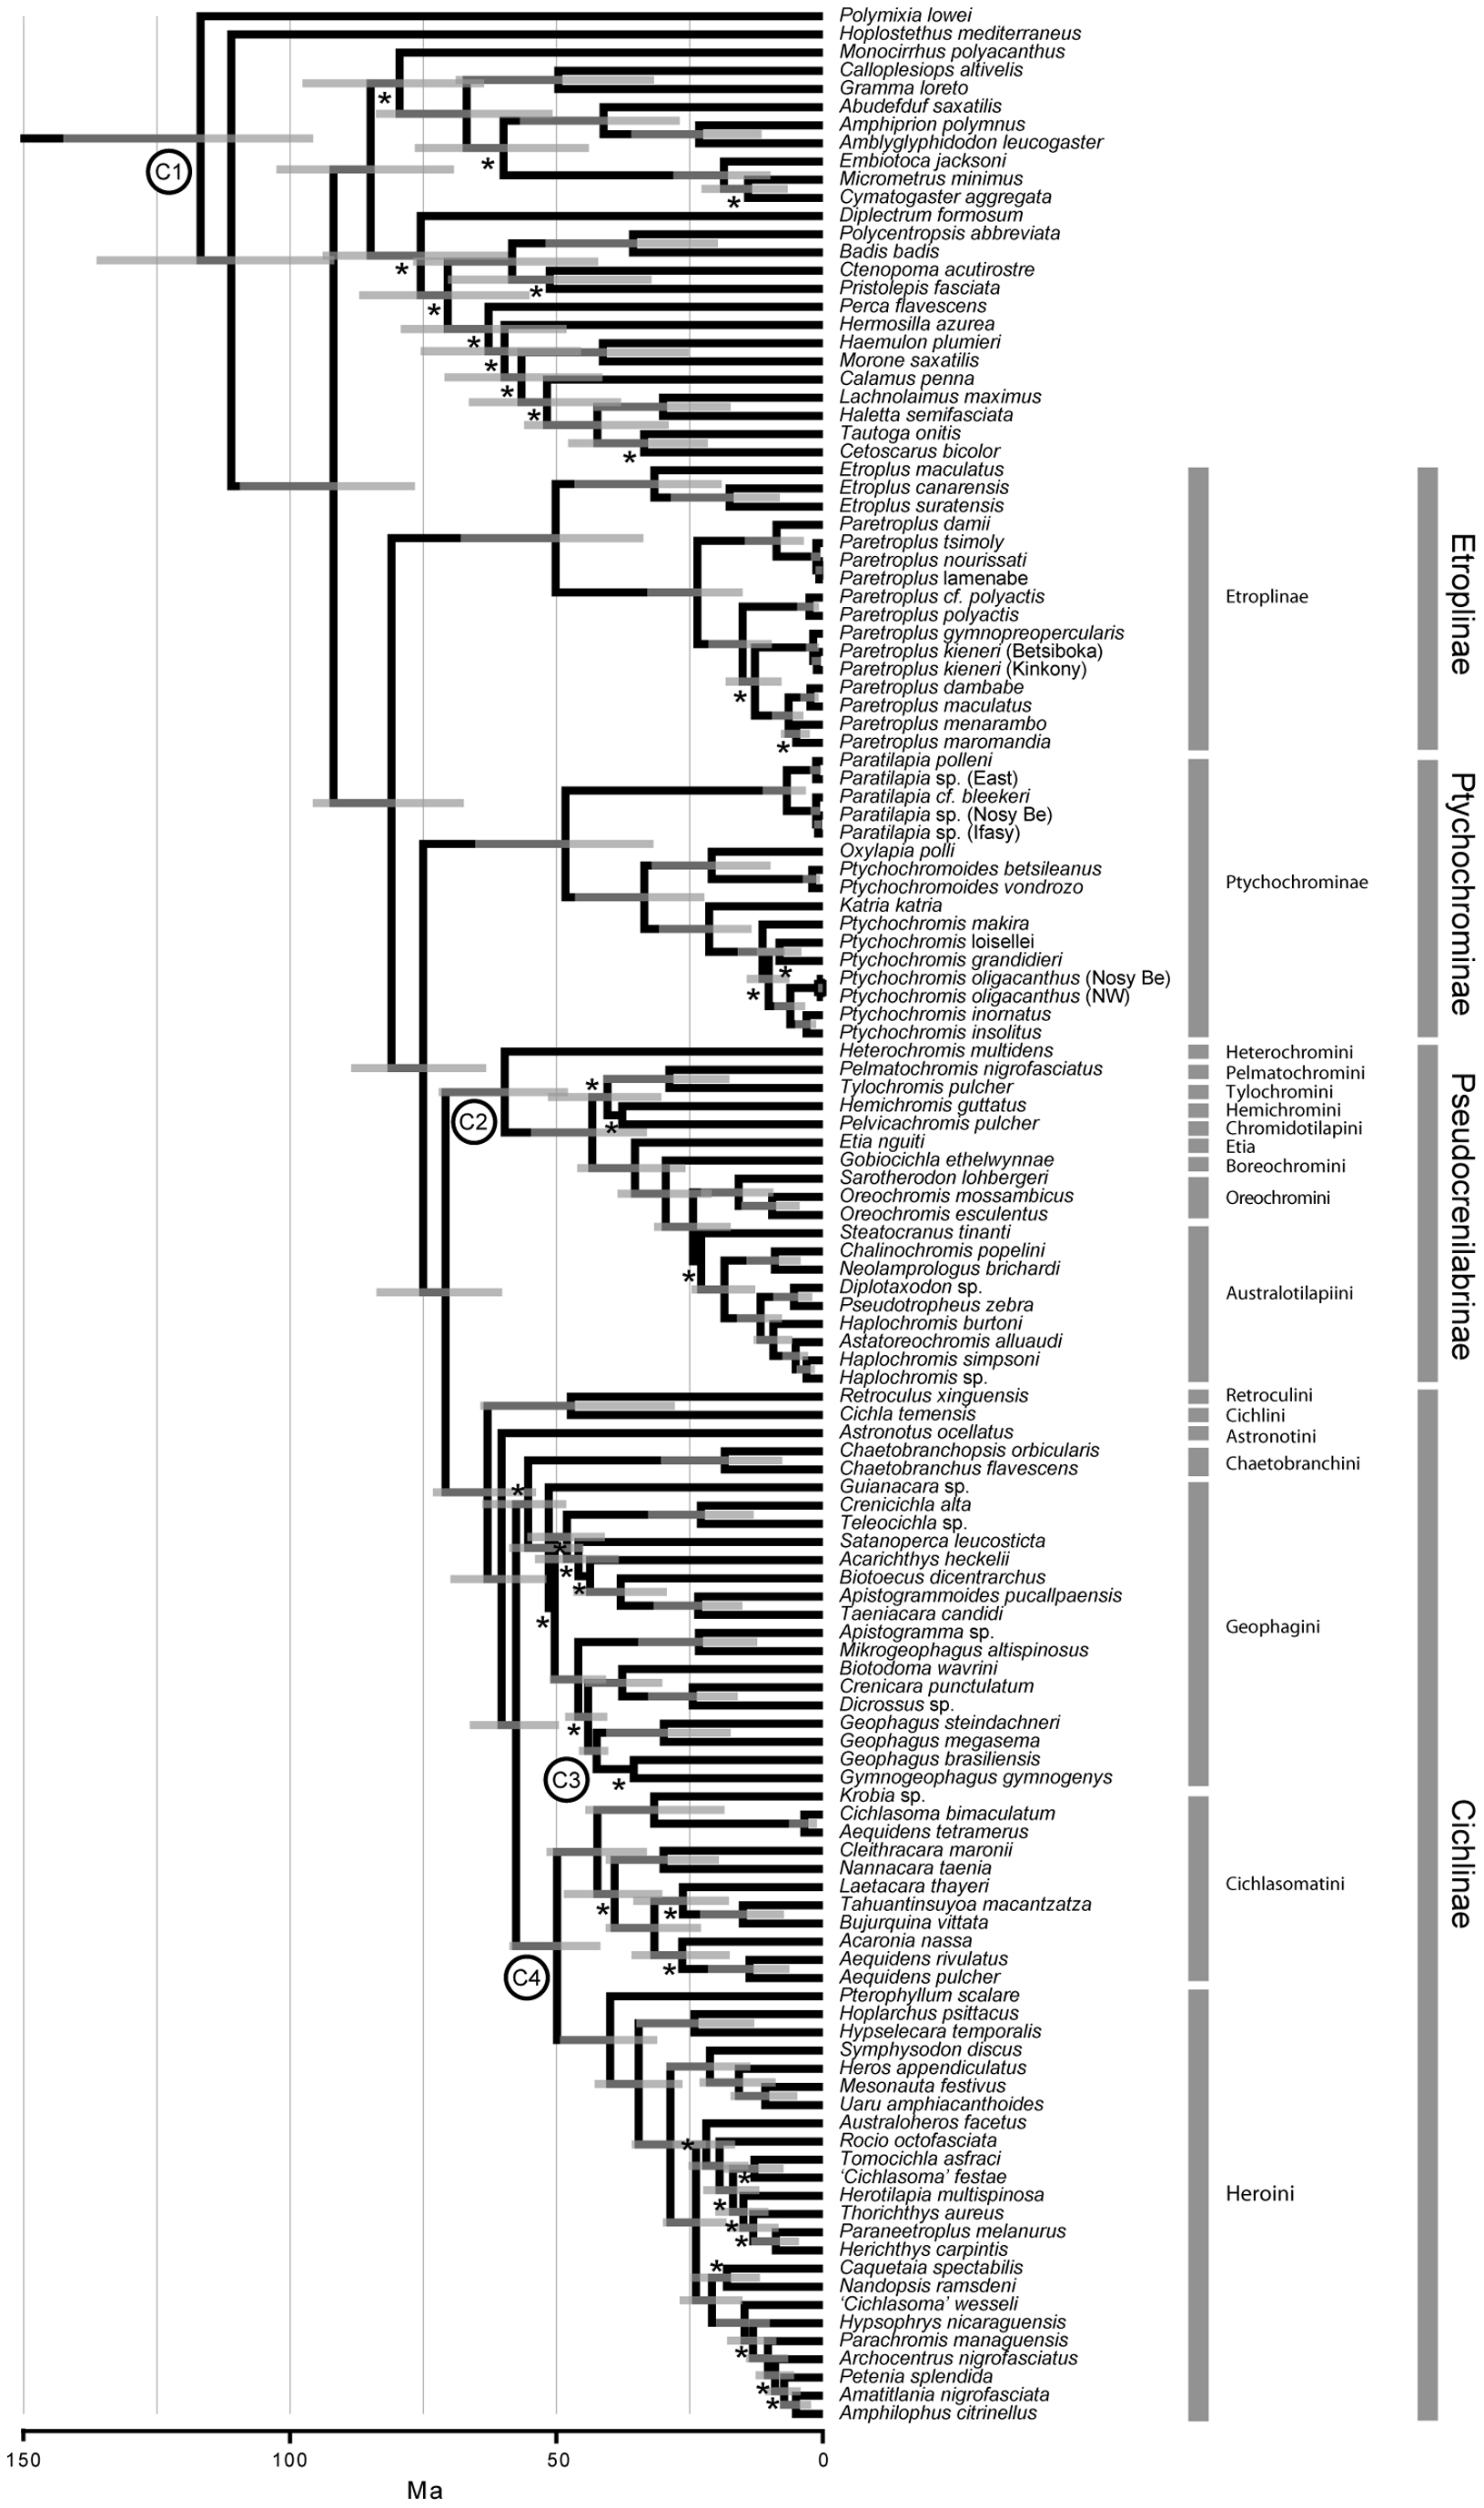 Polymixia lowei
Hoplostethus mediterraneus
Monocirrhus polyacanthus
Calloplesiops altivelis
Gramma loreto
Abudefduf saxatilis
Amphiprion polymnus
Amblyglyphidodon leucogaster
Embiotoca jacksoni
Micrometrus minimus
Cymatogaster aggregata
Diplectrum formosum
Polycentropsis abbreviata
Badis badis
Ctenopoma acutirostre
Pristolepis fasciata
Perca flavescens
Hermosilla azurea
Haemulon plumieri
Morone saxatilis
Calamus penna
Lachnolaimus maximus
Haletta semifasciata
Tautoga onitis
Cetoscarus bicolor
Etroplus maculatus
Etroplus canarensis
Etroplus suratensis
Paretroplus damii
Paretroplus tsimoly
Paretroplus nourissati
Paretroplus lamenabe
Paretroplus cf. polyactis
Paretroplus polyactis
Paretroplus gymnopreopercularis
Paretroplus kieneri (Betsiboka)
Paretroplus kieneri (Kinkony)
Paretroplus dambabe
Paretroplus maculatus
Paretroplus menarambo
Paretroplus maromandia
Paratilapia polleni
Paratilapia sp. (East)
Paratilapia cf. bleekeri
Paratilapia sp. (Nosy Be)
Paratilapia sp. (Ifasy)
Oxylapia polli
Ptychochromoides betsileanus
Ptychochromoides vondrozo
Katria katria
Ptychochromis makira
Ptychochromis loisellei
Ptychochromis grandidieri
Ptychochromis oligacanthus (Nosy Be)
Ptychochromis oligacanthus (NW)
Ptychochromis inornatus
Ptychochromis insolitus
Heterochromis multidens
Pelmatochromis nigrofasciatus
Tylochromis pulcher
Hemichromis guttatus
Pelvicachromis pulcher
Etia nguiti
Gobiocichla ethelwynnae
Sarotherodon lohbergeri
Oreochromis mossambicus
Oreochromis esculentus
Steatocranus tinanti
Chalinochromis popelini
Neolamprologus brichardi
Diplotaxodon sp.
Pseudotropheus zebra
Haplochromis burtoni
Astatoreochromis alluaudi
Haplochromis simpsoni
Haplochromis sp.
Retroculus xinguensis
Cichla temensis
Astronotus ocellatus
Chaetobranchopsis orbicularis
Chaetobranchus flavescens
Guianacara sp.
Crenicichla alta
Teleocichla sp.
Satanoperca leucosticta
Acarichthys heckelii
Biotoecus dicentrarchus
Apistogrammoides pucallpaensis
Taeniacara candidi
Apistogramma sp.
Mikrogeophagus altispinosus
Biotodoma wavrini
Crenicara punctulatum
Dicrossus sp.
Geophagus steindachneri
Geophagus megasema
Geophagus brasiliensis
Gymnogeophagus gymnogenys
Krobia sp.
Cichlasoma bimaculatum
Aequidens tetramerus
Cleithracara maronii
Nannacara taenia
Laetacara thayeri
Tahuantinsuyoa macantzatza
Bujurquina vittata
Acaronia nassa
Aequidens rivulatus
Aequidens pulcher
Pterophyllum scalare
Hoplarchus psittacus
Hypselecara temporalis
Symphysodon discus
Heros appendiculatus
Mesonauta festivus
Uaru amphiacanthoides
Australoheros facetus
Rocio octofasciata
Tomocichla asfraci
'Cichlasoma' festae
Herotilapia multispinosa
Thorichthys aureus
Paraneetroplus melanurus
Herichthys carpintis
Caquetaia spectabilis
Nandopsis ramsdeni
'Cichlasoma' wesseli
Hypsophrys nicaraguensis
Parachromis managuensis
Archocentrus nigrofasciatus
Petenia splendida
Amatitlania nigrofasciata
Amphilophus citrinellus
C1
C2
C3
C4
Etroplinae
Ptychochrominae
Heterochromini
Pelmatochromini
Tylochromini
Hemichromini
Chromidotilapini
Etia
Boreochromini
Oreochromini
Australotilapiini
Retroculini
Cichlini
Astronotini
Chaetobranchini
Geophagini
Cichlasomatini
Heroini
Etroplinae
Ptychochrominae
Pseudocrenilabrinae
Cichlinae
150 100 50 0
Ma